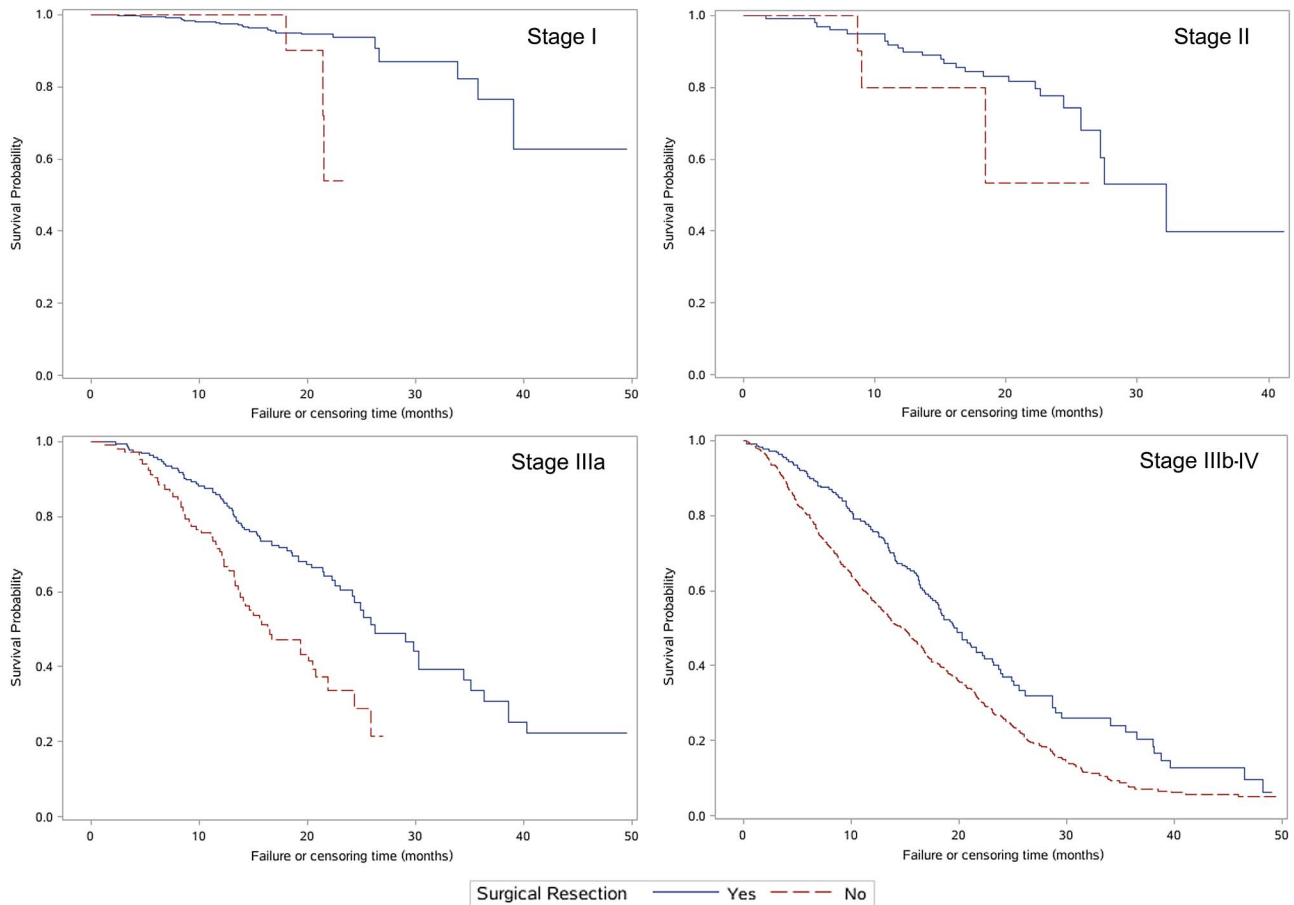 Stage I
1.0
0.8
0.6
0.4
0.2
0.0
Survival Probability
0 10 20 30 40 50
Failure or censoring time (months)
Stage II
1.0
0.8
0.6
0.4
0.2
0.0
Survival Probability
0 10 20 30 40
Failure or censoring time (months)
Stage IIIa
1.0
0.8
0.6
0.4
0.2
0.0
Survival Probability
0 10 20 30 40 50
Failure or censoring time (months)
Stage IIIb-IV
1.0
0.8
0.6
0.4
0.2
0.0
Survival Probability
0 10 20 30 40 50
Failure or censoring time (months)
Surgical Resection Yes No